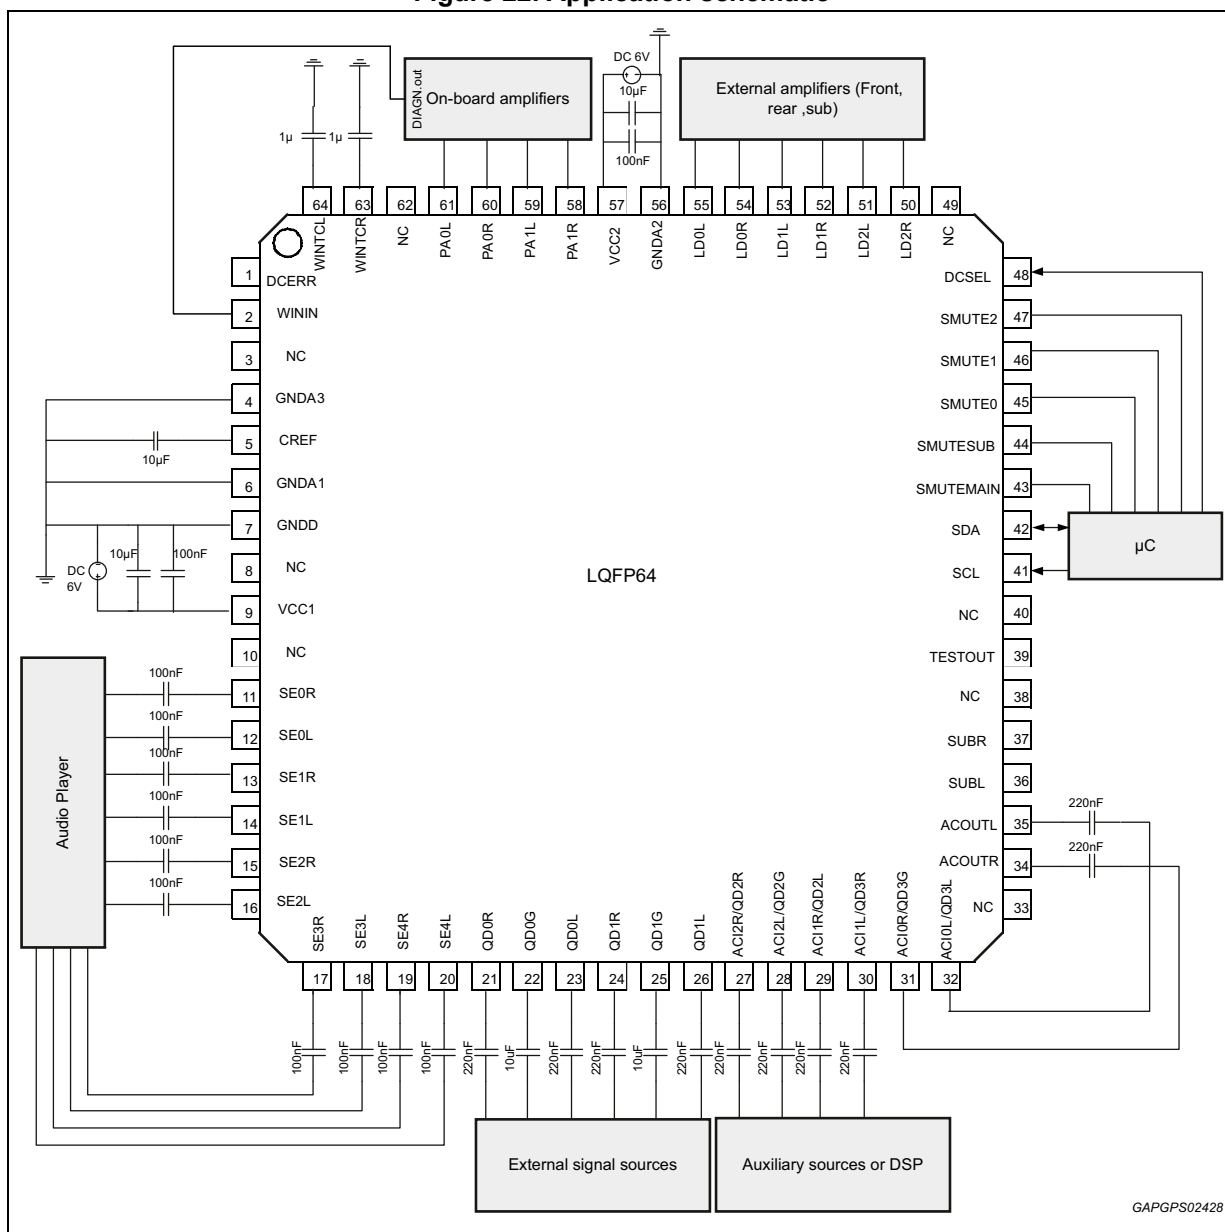 Figure 22. Application schematic
DC 6V
10µF
100nF
DIAGN.out
On-board amplifiers
External amplifiers (Front,
rear ,sub)
1µ
1µ
64
63
62
61
60
59
58
57
56
55
54
53
52
51
50
49
WINTCL
WINTCR
NC
PA0L
PA0R
PA1L
PA1R
VCC2
GNDA2
LD0L
LD0R
LD1L
LD1R
LD2L
LD2R
NC
1
DCERR
2
WININ
3
NC
4
GNDA3
5
CREF
10µF
6
GNDA1
7
GNDD
8
NC
9
VCC1
10
NC
11
SE0R
12
SE0L
13
SE1R
14
SE1L
15
SE2R
16
SE2L
DC
6V
10µF
100nF
Audio Player
100nF
100nF
100nF
100nF
100nF
100nF
LQFP64
DCSEL
48
SMUTE2
47
SMUTE1
46
SMUTE0
45
SMUTESUB
44
SMUTEMAIN
43
SDA
42
SCL
41
NC
40
TESTOUT
39
NC
38
SUBR
37
SUBL
36
ACOUTL
35
ACOUTR
34
NC
33
µC
220nF
220nF
SE3R
SE3L
SE4R
SE4L
QD0R
QD0G
QD0L
QD1R
QD1G
QD1L
ACI2R/QD2R
ACI2L/QD2G
ACI1R/QD2L
ACI1L/QD3R
ACI0R/QD3G
ACI0L/QD3L
17
18
19
20
21
22
23
24
25
26
27
28
29
30
31
32
100nF
100nF
100nF
100nF
220nF
10uF
220nF
220nF
10uF
220nF
220nF
220nF
220nF
220nF
External signal sources
Auxiliary sources or DSP
GAPGPS02428